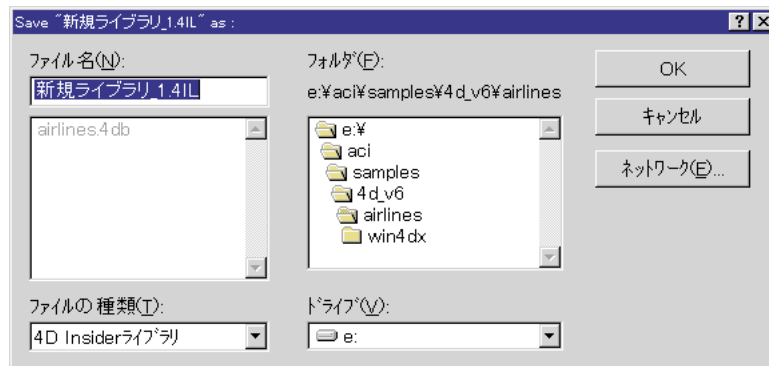 Save ˝新規ライブラリ_1.4IL˝ as :
ファイル名(N):
新規ライブラリ_1.4IL
airlines.4db
ファイルの種類(T):
4D Insiderライブラリ
フォルダ(F):
e:¥aci¥samples¥4d_v6¥airlines
e:¥
aci
samples
4d_v6
airlines
win4dx
ドライブ(V):
e:
OK
キャンセル
ネットワーク(E)...